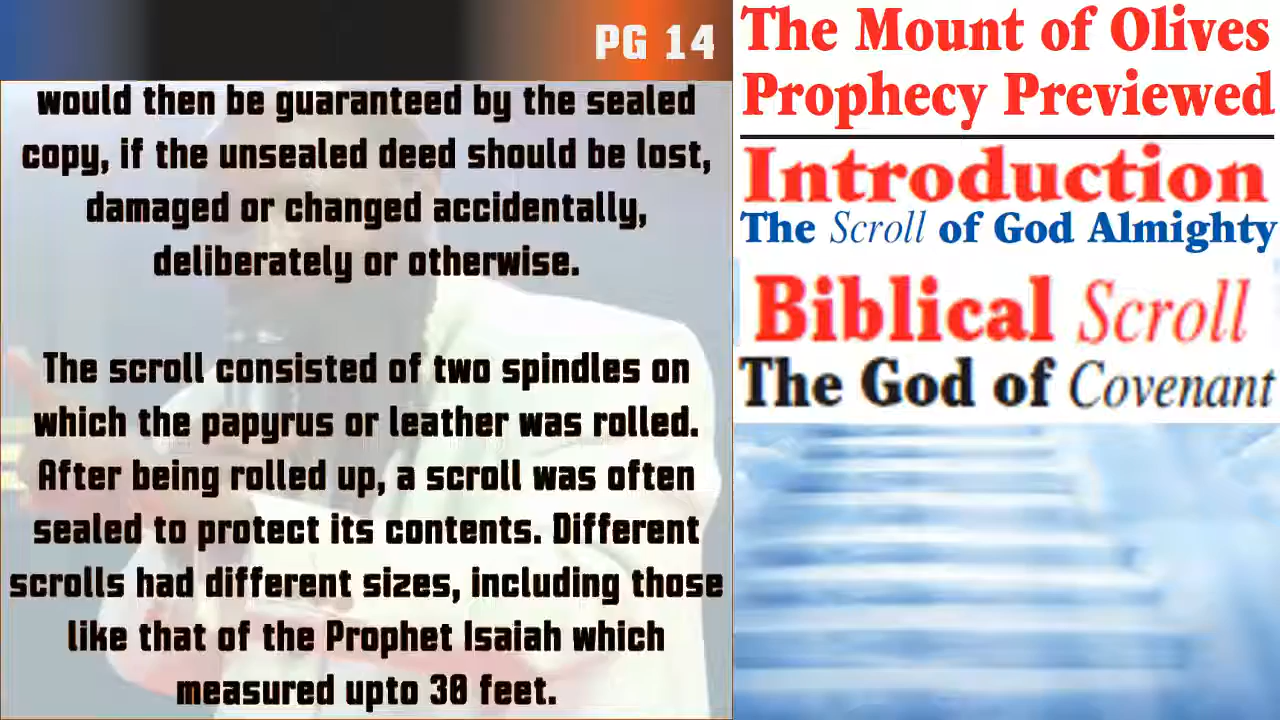 PG 14
would then be guaranteed by the sealed
copy, if the unsealed deed should be lost,
damaged or changed accidentally,
deliberately or otherwise.
The scroll consisted of two spindles on
which the papyrus or leather was rolled.
After being rolled up, a scroll was often
sealed to protect its contents. Different
scrolls had different sizes, including those
like that of the Prophet Isaiah which
measured upto 30 feet.
The Mount of Olives
Prophecy Previewed
Introduction
The Scroll of God Almighty
Biblical Scroll
The God of Covenant